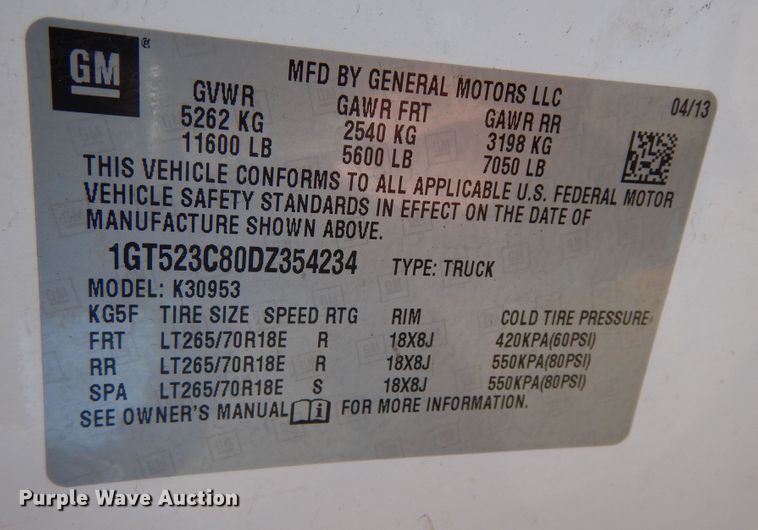 GM ®
MFD BY GENERAL MOTORS LLC 04/13
GVWR GAWR FRT GAWR RR
5262 KG 2540 KG 3198 KG
11600 LB 5600 LB 7050 LB
THIS VEHICLE CONFORMS TO ALL APPLICABLE U.S. FEDERAL MOTOR
VEHICLE SAFETY STANDARDS IN EFFECT ON THE DATE OF
MANUFACTURE SHOWN ABOVE.
1GT523C80DZ354234 TYPE: TRUCK
MODEL: K30953
KG5F TIRE SIZE SPEED RTG RIM COLD TIRE PRESSURE
FRT LT265/70R18E R 18X8J 420KPA(60PSI)
RR LT265/70R18E R 18X8J 550KPA(80PSI)
SPA LT265/70R18E S 18X8J 550KPA(80PSI)
SEE OWNER'S MANUAL i FOR MORE INFORMATION.
Purple Wave Auction